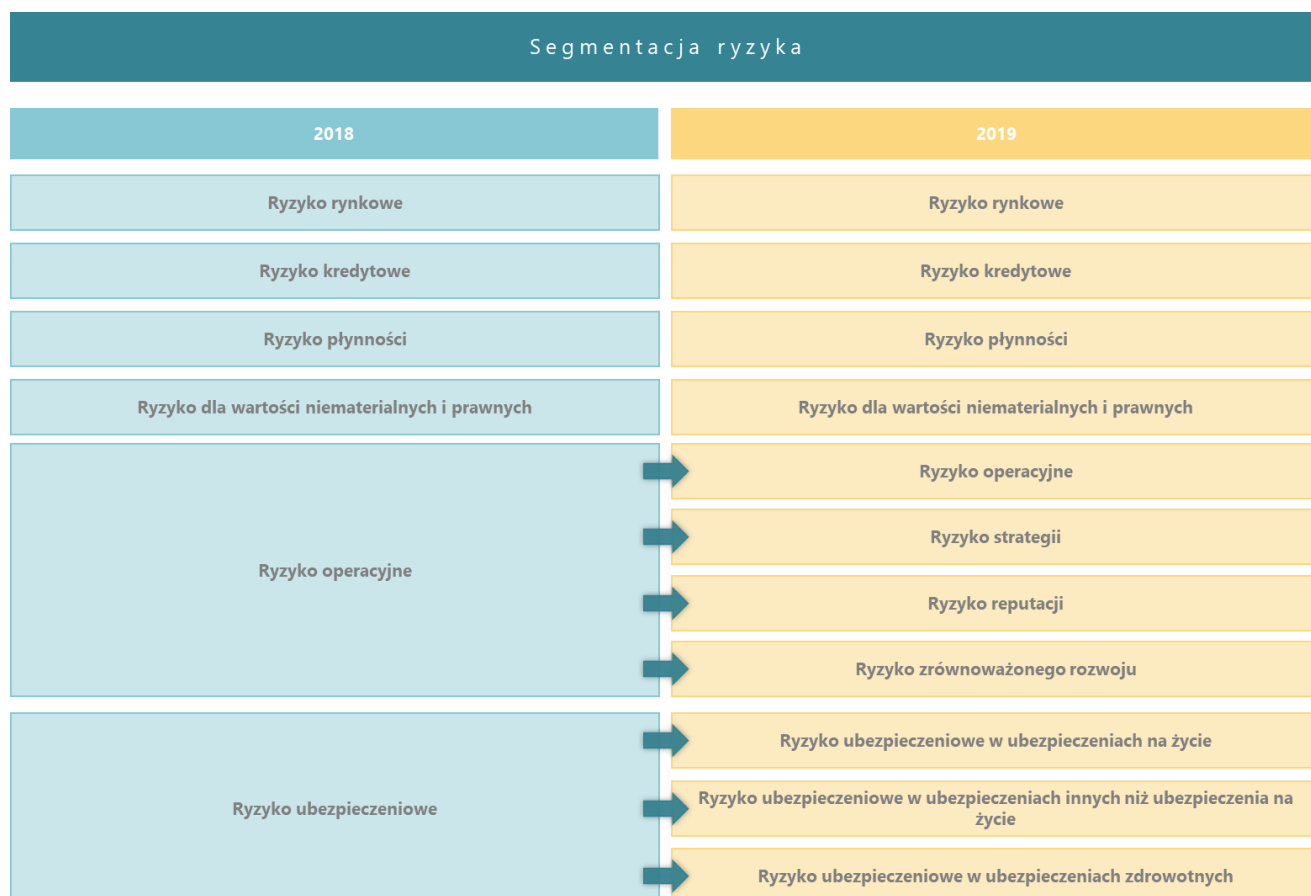 Segmentacja ryzyka
2018
2019
Ryzyko rynkowe
Ryzyko rynkowe
Ryzyko kredytowe
Ryzyko kredytowe
Ryzyko płynności
Ryzyko płynności
Ryzyko dla wartości niematerialnych i prawnych
Ryzyko dla wartości niematerialnych i prawnych
Ryzyko operacyjne
Ryzyko operacyjne
Ryzyko strategii
Ryzyko reputacji
Ryzyko zrównoważonego rozwoju
Ryzyko ubezpieczeniowe
Ryzyko ubezpieczeniowe w ubezpieczeniach na życie
Ryzyko ubezpieczeniowe w ubezpieczeniach innych niż ubezpieczenia na
życie
Ryzyko ubezpieczeniowe w ubezpieczeniach zdrowotnych